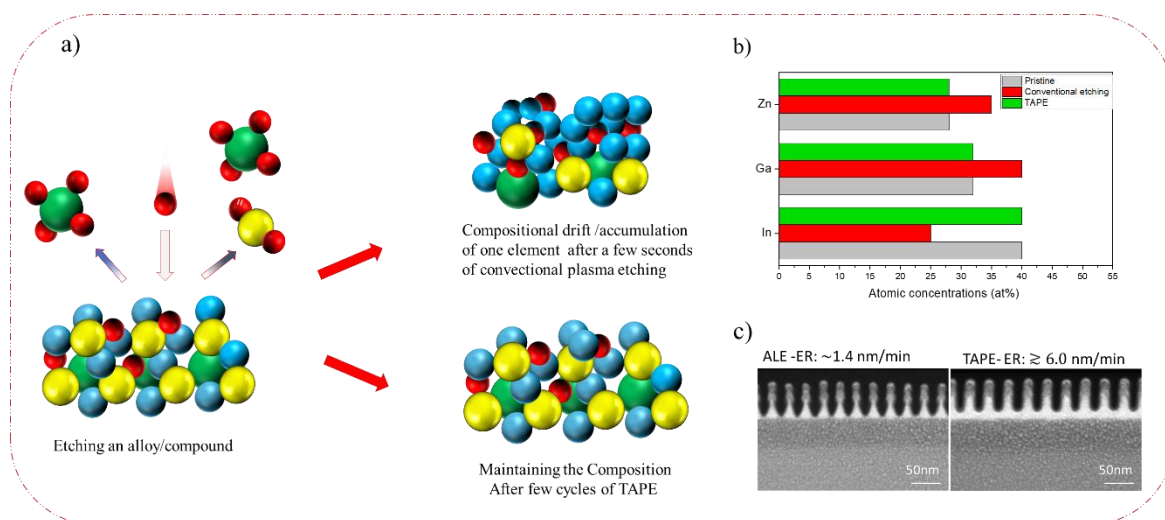 a)
Etching an alloy/compound
Compositional drift /accumulation
of one element after a few seconds
of convectional plasma etching
Maintaining the Composition
After few cycles of TAPE
b)
Pristine
Conventional etching
TAPE
Zn
Ga
In
0 5 10 15 20 25 30 35 40 45 50 55
Atomic concentrations (at%)
c)
ALE -ER: ~1.4 nm/min
TAPE- ER: ≳ 6.0 nm/min
50nm
50nm